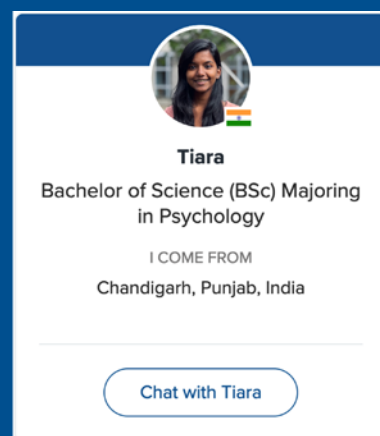 Tiara
Bachelor of Science (BSc) Majoring
in Psychology
I COME FROM
Chandigarh, Punjab, India
Chat with Tiara